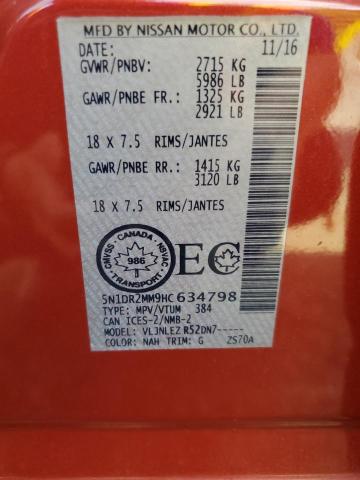 MFD BY NISSAN MOTOR CO., LTD.
DATE: 11/16
GVWR/PNBV: 2715 KG
5986 LB
GAWR/PNBE FR.: 1325 KG
2921 LB
18 X 7.5 RIMS/JANTES
GAWR/PNBE RR.: 1415 KG
3120 LB
18 X 7.5 RIMS/JANTES
CANADA
CMVSS 986 NSVAC
TRANSPORT
EC
5N1DR2MM9HC634798
TYPE: MPV/VTUM 384
CAN ICES-2/NMB-2
MODEL: VLJNLEZ R52DN7-----
COLOR: NAH TRIM: G ZS70A